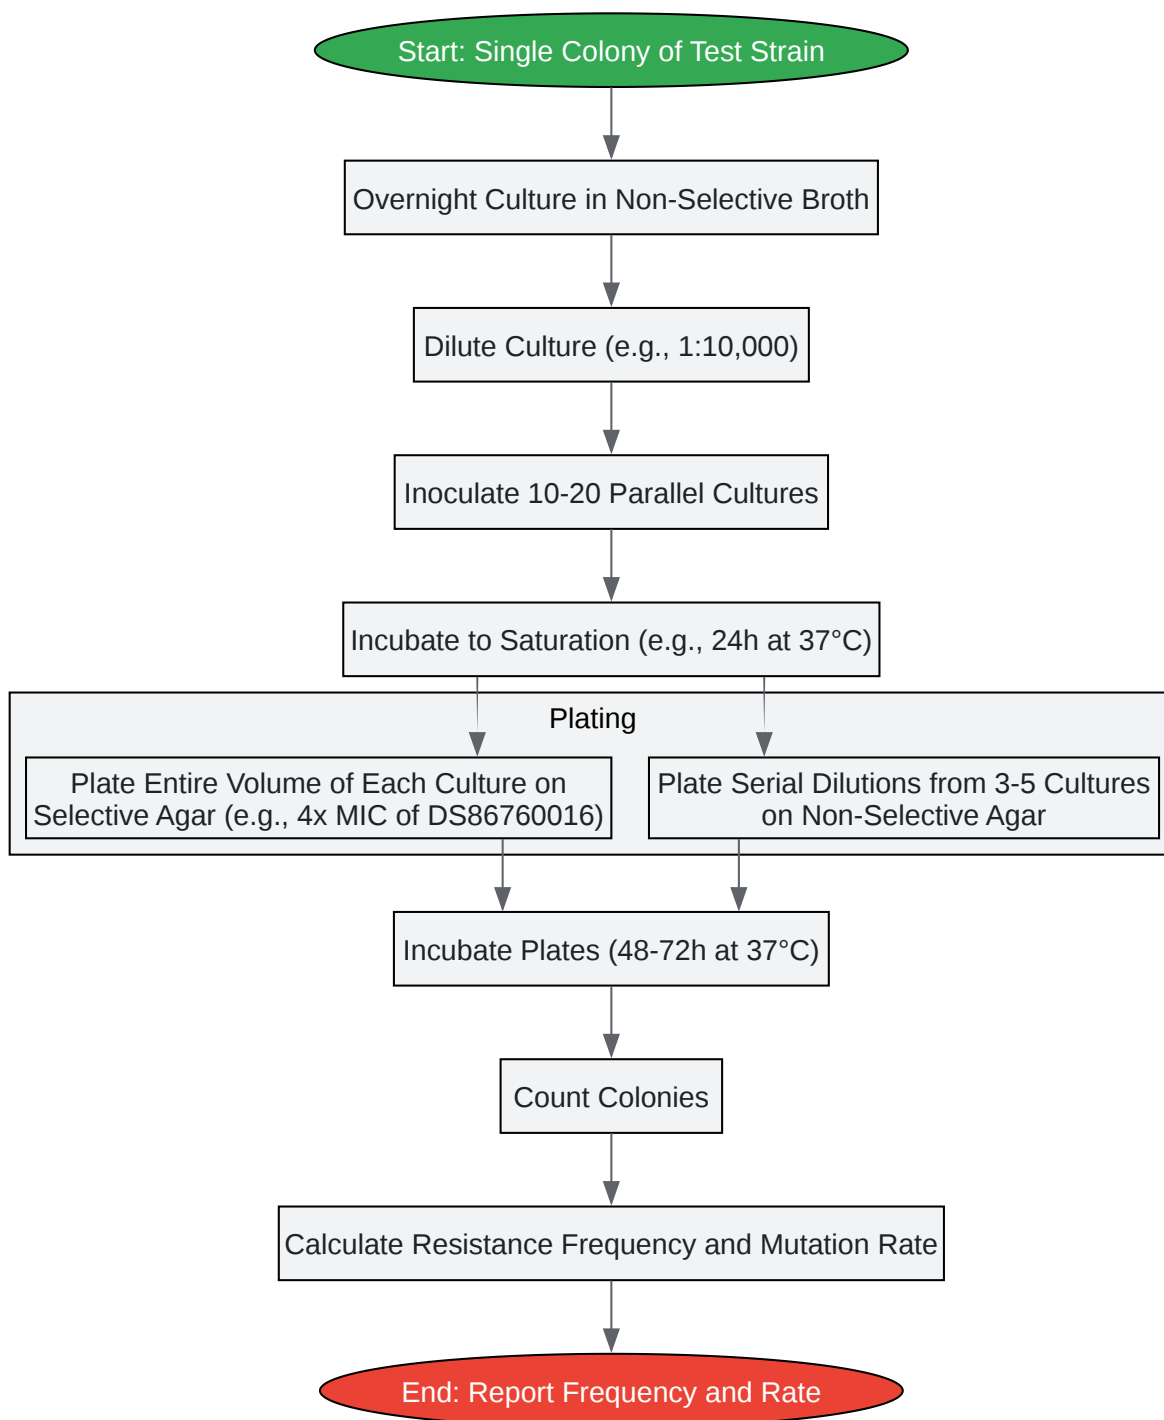 Start: Single Colony of Test Strain
Overnight Culture in Non-Selective Broth
Dilute Culture (e.g., 1:10,000)
Inoculate 10-20 Parallel Cultures
Incubate to Saturation (e.g., 24h at 37°C)
Plating
Plate Entire Volume of Each Culture on
Selective Agar (e.g., 4x MIC of DS86760016)
Plate Serial Dilutions from 3-5 Cultures
on Non-Selective Agar
Incubate Plates (48-72h at 37°C)
Count Colonies
Calculate Resistance Frequency and Mutation Rate
End: Report Frequency and Rate